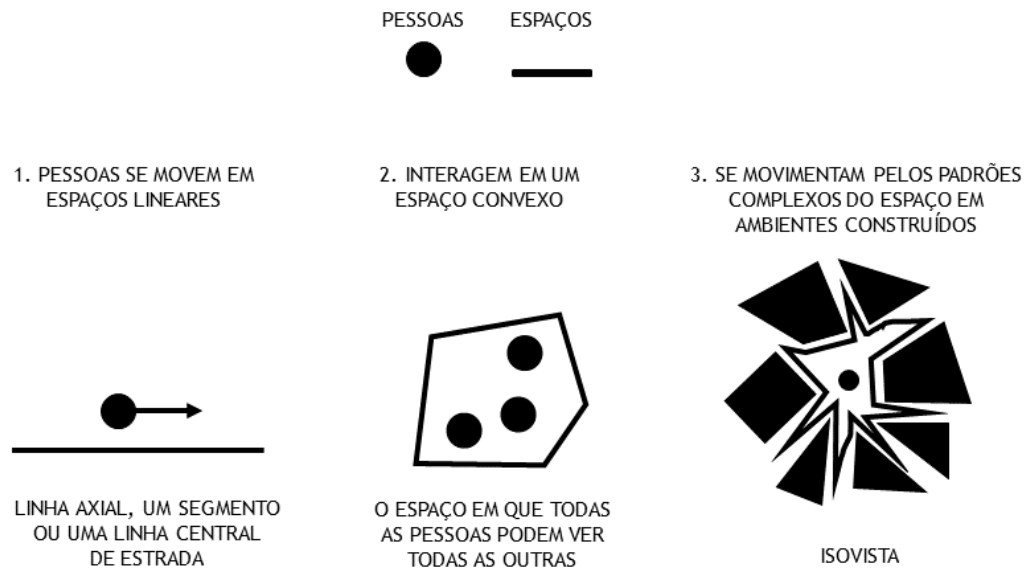 PESSOAS
ESPAÇOS
1. PESSOAS SE MOVEM EM
ESPAÇOS LINEARES
2. INTERAGEM EM UM
ESPAÇO CONVEXO
3. SE MOVIMENTAM PELOS PADRÕES
COMPLEXOS DO ESPAÇO EM
AMBIENTES CONSTRUÍDOS
LINHA AXIAL, UM SEGMENTO
OU UMA LINHA CENTRAL
DE ESTRADA
O ESPAÇO EM QUE TODAS
AS PESSOAS PODEM VER
TODAS AS OUTRAS
ISOVISTA